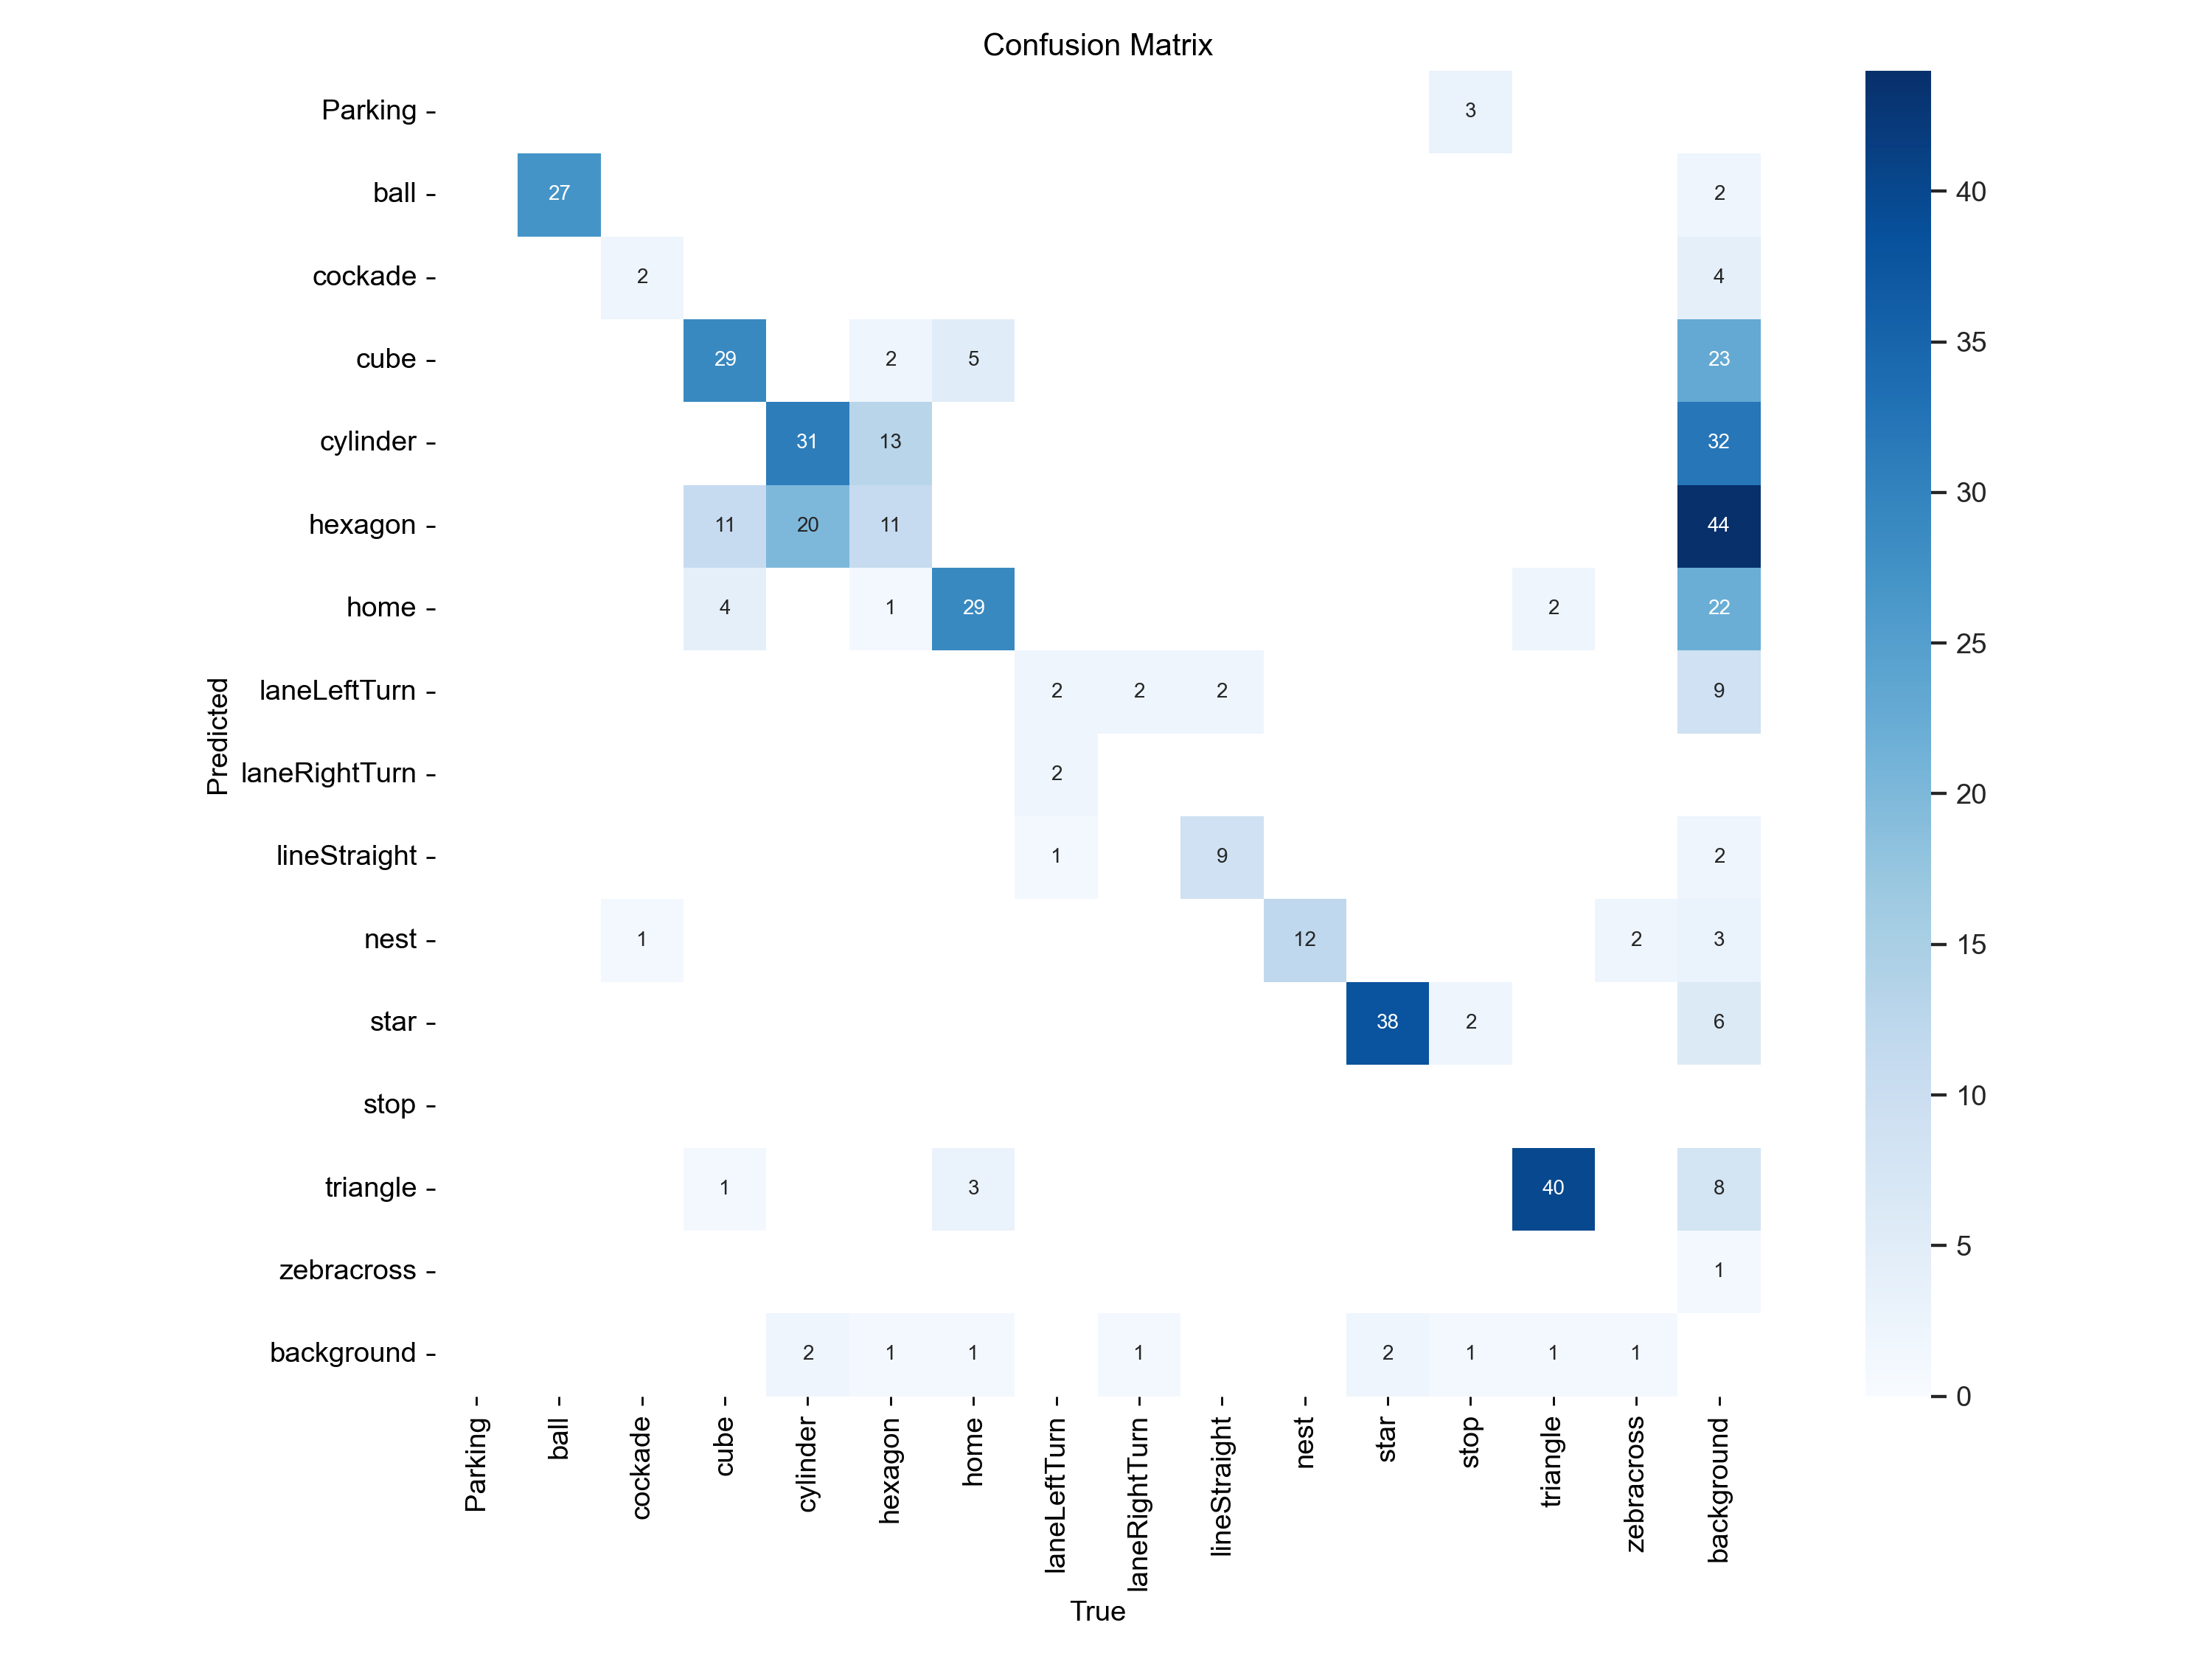 Confusion Matrix
Parking 3
ball 27 2 40
cockade 2 4
35
cube 29 2 5 23
cylinder 31 13 32
30
hexagon 11 20 11 44
home 4 1 29 2 22
25
laneLeftTurn 2 2 2 9
Predicted
laneRightTurn 2
20
lineStraight 1 9 2
nest 1 12 2 3
15
star 38 2 6
stop
10
triangle 1 3 40 8
5
zebracross 1
background 2 1 1 1 2 1 1 1
0
Parking ball cockade cube cylinder hexagon home laneLeftTurn laneRightTurn lineStraight nest star stop triangle zebracross background
True